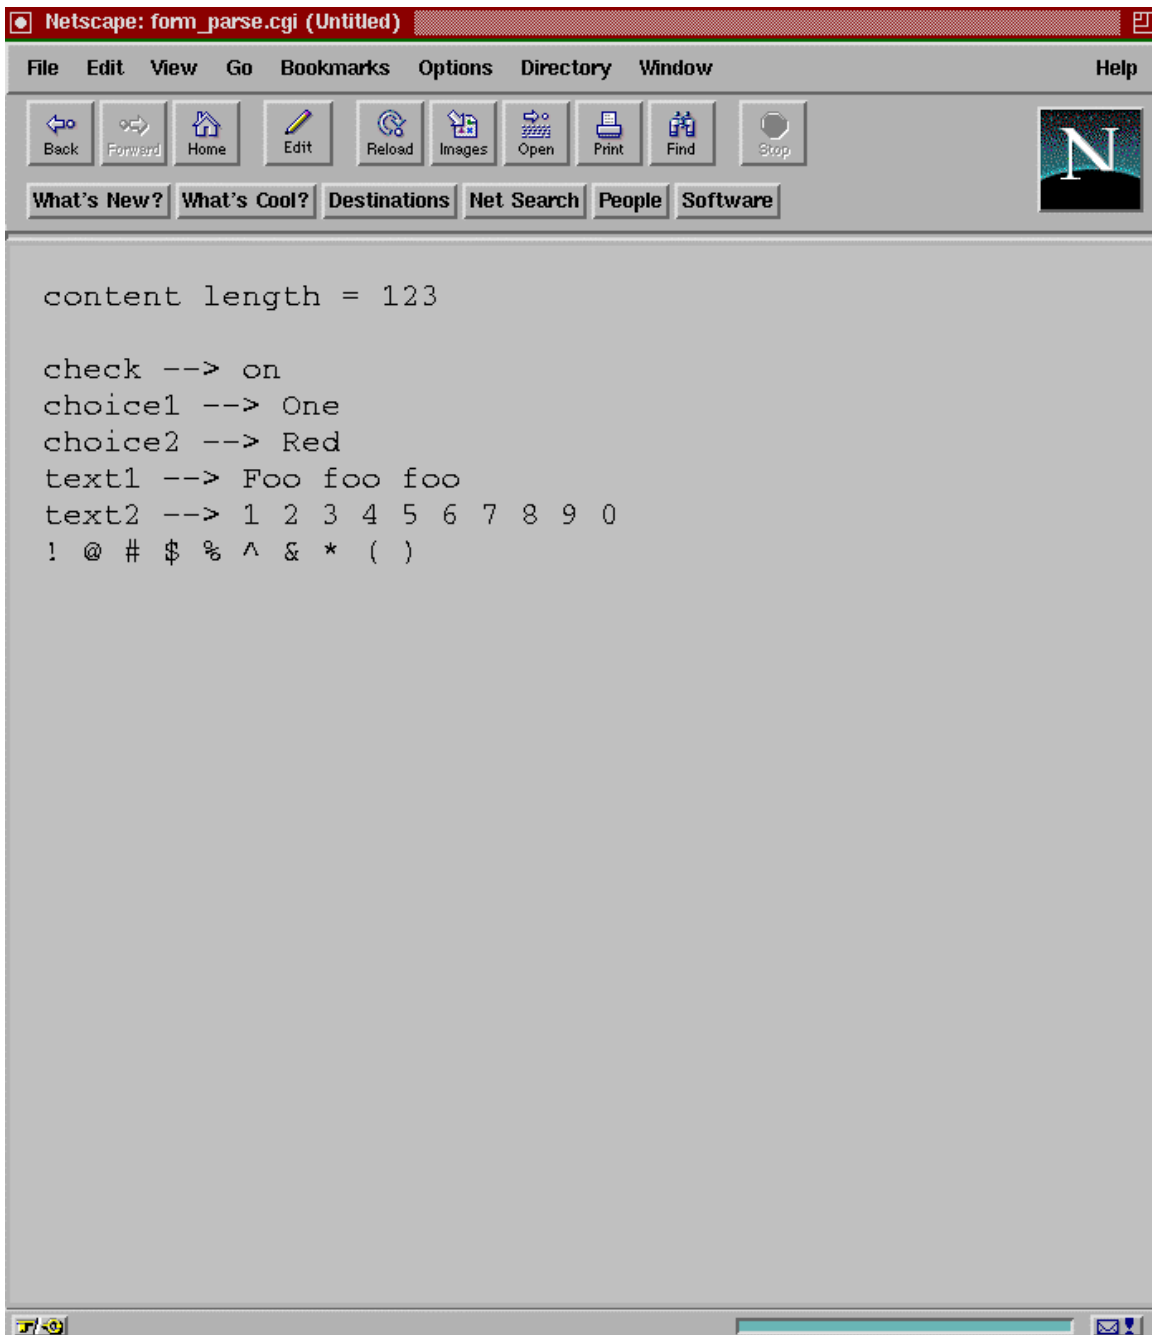 Netscape: form_parse.cgi (Untitled)
File Edit View Go Bookmarks Options Directory Window Help
Back Forward Home Edit Reload Images Open Print Find Stop
N
What's New? What's Cool? Destinations Net Search People Software
content length = 123
check --> on
choice1 --> One
choice2 --> Red
text1 --> Foo foo foo
text2 --> 1 2 3 4 5 6 7 8 9 0
! @ # $ % ^ & * ( )